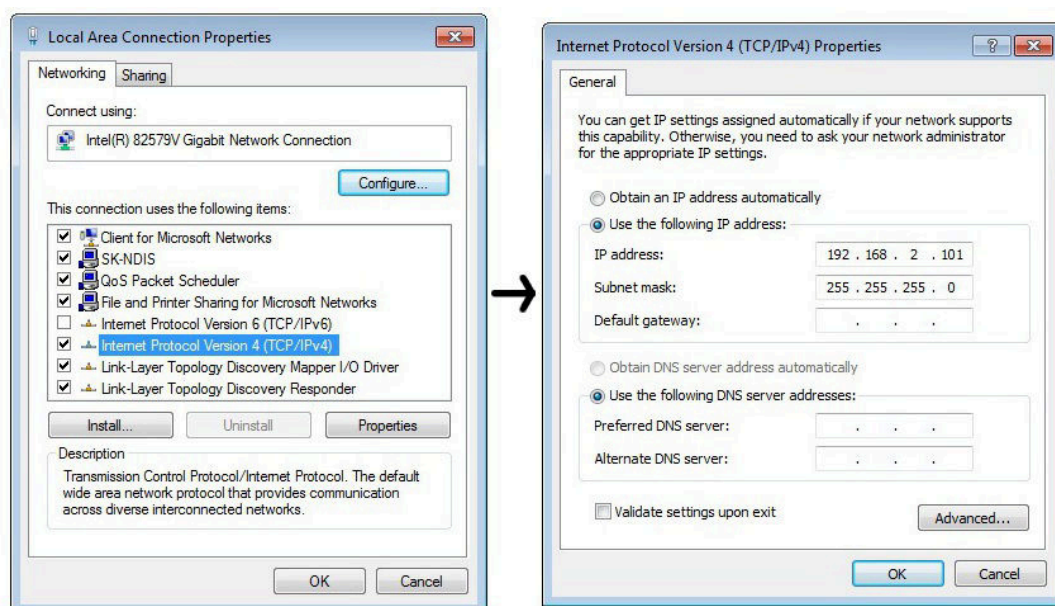 Local Area Connection Properties
Networking
Sharing
Connect using:
Intel(R) 82579V Gigabit Network Connection
Configure...
This connection uses the following items:
Client for Microsoft Networks
SK-NDIS
QoS Packet Scheduler
File and Printer Sharing for Microsoft Networks
Internet Protocol Version 6 (TCP/IPv6)
Internet Protocol Version 4 (TCP/IPv4)
Link-Layer Topology Discovery Mapper I/O Driver
Link-Layer Topology Discovery Responder
Install...
Uninstall
Properties
Description
Transmission Control Protocol/Internet Protocol. The default
wide area network protocol that provides communication
across diverse interconnected networks.
OK
Cancel
Internet Protocol Version 4 (TCP/IPv4) Properties
General
You can get IP settings assigned automatically if your network supports
this capability. Otherwise, you need to ask your network administrator
for the appropriate IP settings.
Obtain an IP address automatically
Use the following IP address:
IP address: 192 . 168 . 2 . 101
Subnet mask: 255 . 255 . 255 . 0
Default gateway: . . .
Obtain DNS server address automatically
Use the following DNS server addresses:
Preferred DNS server: . . .
Alternate DNS server: . . .
Validate settings upon exit
Advanced...
OK
Cancel